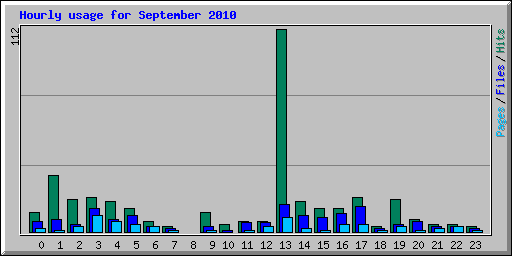 Hourly usage for September 2010
112
Pages/Files/Hits
0 1 2 3 4 5 6 7 8 9 10 11 12 13 14 15 16 17 18 19 20 21 22 23